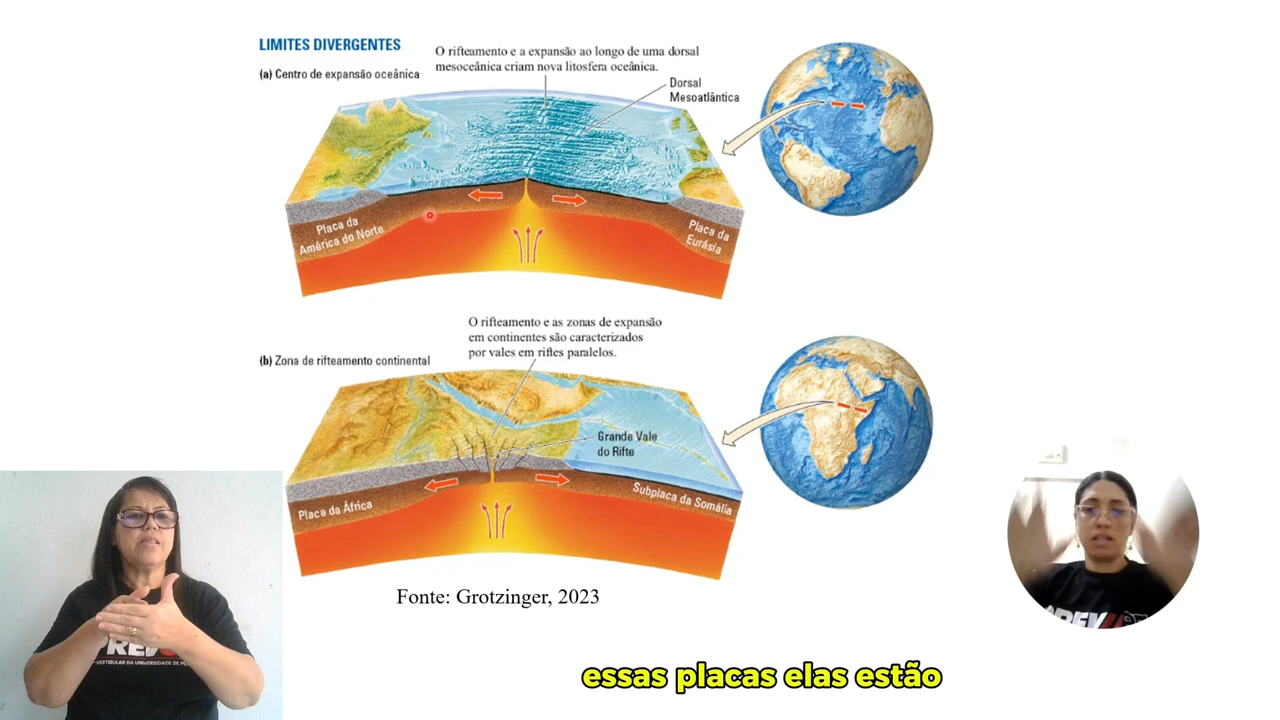 LIMITES DIVERGENTES
(a) Centro de expansão oceânica
O rifteamento e a expansão ao longo de uma dorsal
mesoceânica criam nova litosfera oceânica.
Dorsal
Mesoatlântica
Placa da
América do Norte
Placa da
Eurásia
O rifteamento e as zonas de expansão
em continentes são caracterizados
por vales em riftes paralelos.
(b) Zona de rifteamento continental
Grande Vale
do Rifte
Placa da África
Subplaca da Somália
Fonte: Grotzinger, 2023
essas placas elas estão